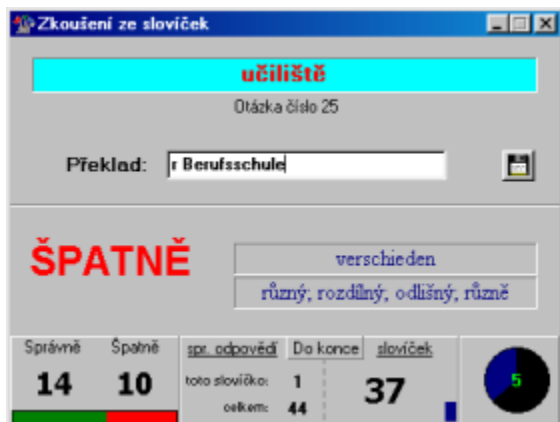 Zkoušení ze slovíček
učiliště
Otázka číslo 25
Překlad: r Berufsschule
ŠPATNĚ
verschieden
různý; rozdílný, odlišný, různě
Správně Špatně spr. odpovědí Do konce slovíček
14 10 toto slovíčko: 1 37 5
celkem: 44